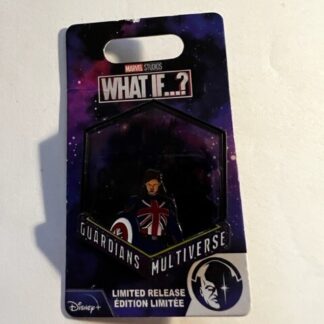 MARVEL STUDIOS
WHAT IF...?
GUARDIANS MULTIVERSE
Disney+
LIMITED RELEASE
ÉDITION LIMITÉE